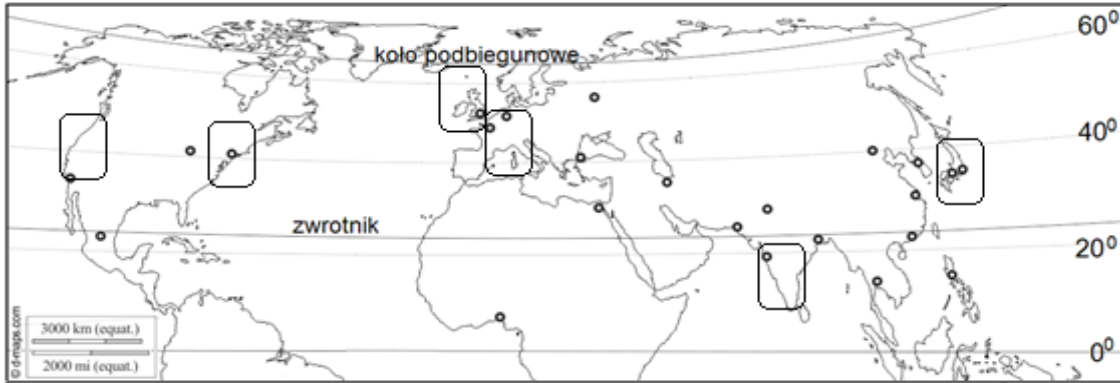 60⁰
koło podbiegunowe
40⁰
zwrotnik
20⁰
0⁰
3000 km (equat.)
2000 mi (equat.)
© d-maps.com